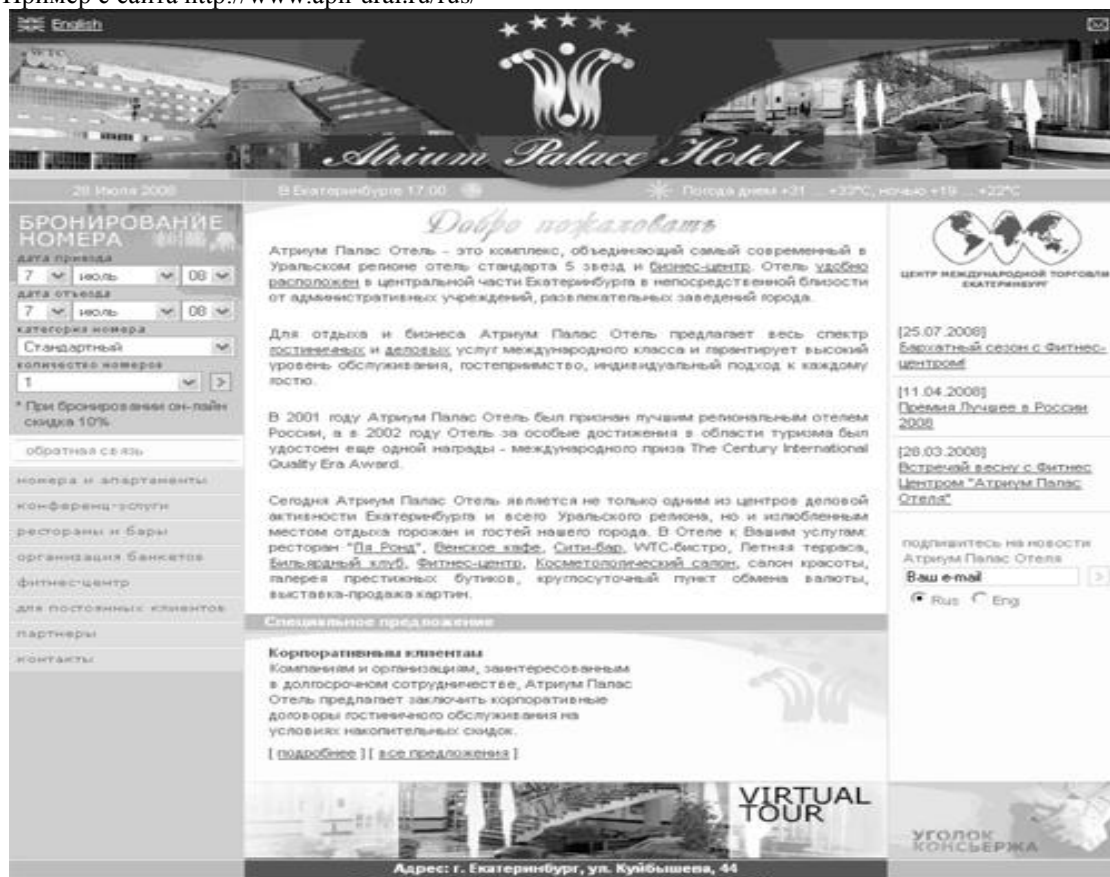 Пример с сайта http://www.aph-ural.ru/rus/
English
Atrium Palace Hotel
28 Июля 2008
В Екатеринбурге 17:00
Погода днем +31 ... +33°C, ночью +19 ... +22°C
БРОНИРОВАНИЕ
НОМЕРА
дата приезда
7 июль 08
дата отъезда
7 июль 08
категория номера
Стандартный
количество номеров
1
* При бронировании он-лайн
скидка 10%
обратная связь
номера и апартаменты
конференц-услуги
рестораны и бары
организация банкетов
фитнес-центр
для постоянных клиентов
партнеры
контакты
Добро пожаловать
Атриум Палас Отель - это комплекс, объединяющий самый современный в
Уральском регионе отель стандарта 5 звезд и бизнес-центр. Отель удобно
расположен в центральной части Екатеринбурга в непосредственной близости
от административных учреждений, развлекательных заведений города.
Для отдыха и бизнеса Атриум Палас Отель предлагает весь спектр
гостиничных и деловых услуг международного класса и гарантирует высокий
уровень обслуживания, гостеприимство, индивидуальный подход к каждому
гостю.
В 2001 году Атриум Палас Отель был признан лучшим региональным отелем
России, а в 2002 году Отель за особые достижения в области туризма был
удостоен еще одной награды - международного приза The Century International
Quality Era Award.
Сегодня Атриум Палас Отель является не только одним из центров деловой
активности Екатеринбурга и всего Уральского региона, но и излюбленным
местом отдыха горожан и гостей нашего города. В Отеле к Вашим услугам:
ресторан "Ля Ронд", Венское кафе, Сити-бар, WTC-бистро, Летняя терраса,
Бильярдный клуб, Фитнес-центр, Косметологический салон, салон красоты,
галерея престижных бутиков, круглосуточный пункт обмена валюты,
выставка-продажа картин.
Специальное предложение
Корпоративным клиентам
Компаниям и организациям, заинтересованным
в долгосрочном сотрудничестве, Атриум Палас
Отель предлагает заключить корпоративные
договоры гостиничного обслуживания на
условиях накопительных скидок.
[ подробнее ] [ все предложения ]
VIRTUAL
TOUR
ЦЕНТР МЕЖДУНАРОДНОЙ ТОРГОВЛИ
ЕКАТЕРИНБУРГ
[25.07.2008]
Бархатный сезон с Фитнес-
центром!
[11.04.2008]
Премия Лучшее в России
2008
[28.03.2008]
Встречай весну с Фитнес
Центром "Атриум Палас
Отеля"
подпишитесь на новости
Атриум Палас Отеля
Ваш e-mail
Rus Eng
УГОЛОК
КОНСЬЕРЖА
Адрес: г. Екатеринбург, ул. Куйбышева, 44